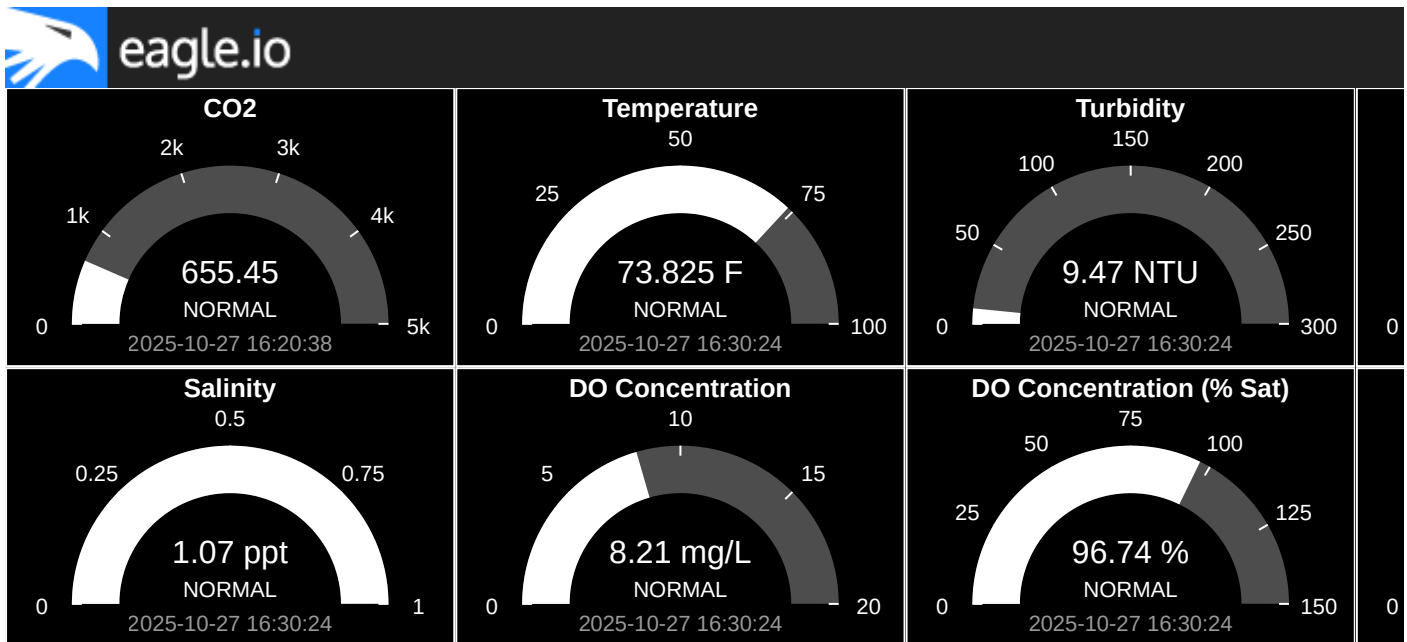 eagle.io
CO2
0
1k
2k
3k
4k
5k
655.45
NORMAL
2025-10-27 16:20:38
Temperature
0
25
50
75
100
73.825 F
NORMAL
2025-10-27 16:30:24
Turbidity
0
50
100
150
200
250
300
9.47 NTU
NORMAL
2025-10-27 16:30:24
0
Salinity
0
0.25
0.5
0.75
1
1.07 ppt
NORMAL
2025-10-27 16:30:24
DO Concentration
0
5
10
15
20
8.21 mg/L
NORMAL
2025-10-27 16:30:24
DO Concentration (% Sat)
0
25
50
75
100
125
150
96.74 %
NORMAL
2025-10-27 16:30:24
0